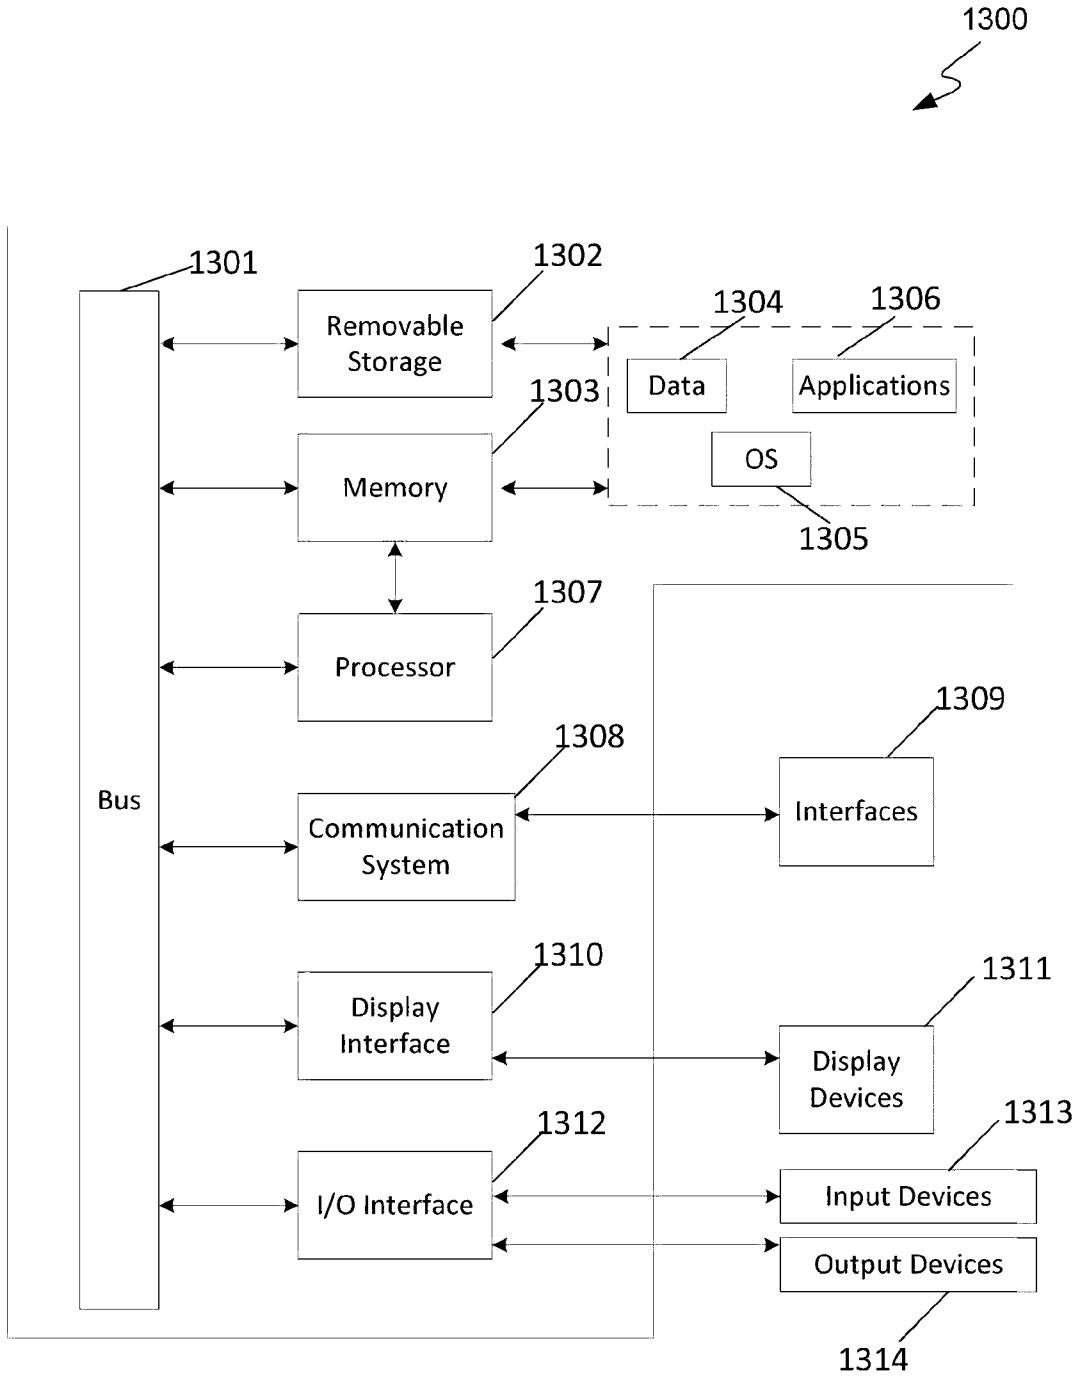 1300
1301
1302
Removable
Storage
1304
1306
Data
Applications
1303
OS
Memory
1305
1307
Processor
1309
1308
Bus
Interfaces
Communication
System
1310
1311
Display
Interface
Display
Devices
1312
1313
I/O Interface
Input Devices
Output Devices
1314